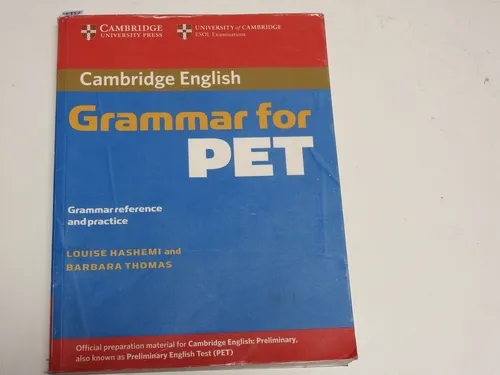 CAMBRIDGE
UNIVERSITY PRESS
UNIVERSITY of CAMBRIDGE
ESOL Examinations
Cambridge English
Grammar for
PET
Grammar reference
and practice
LOUISE HASHEMI and
BARBARA THOMAS
Official preparation material for Cambridge English: Preliminary,
also known as Preliminary English Test (PET)